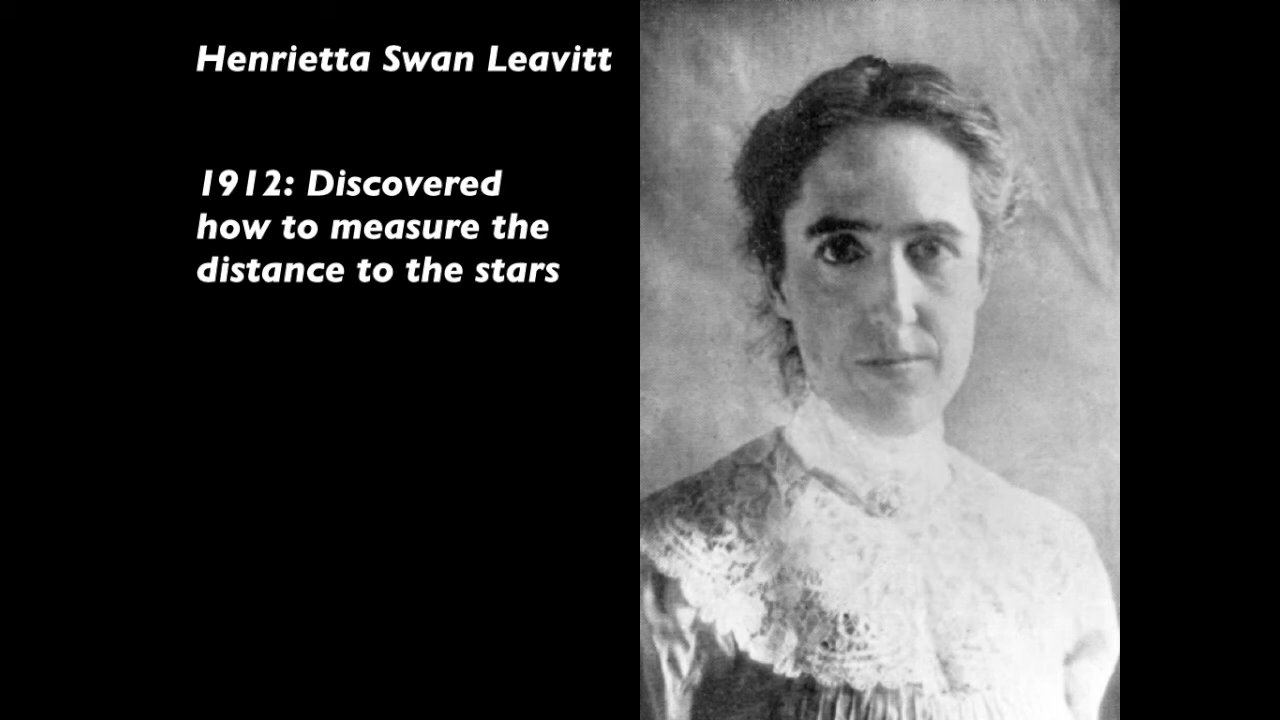 Henrietta Swan Leavitt
1912: Discovered
how to measure the
distance to the stars